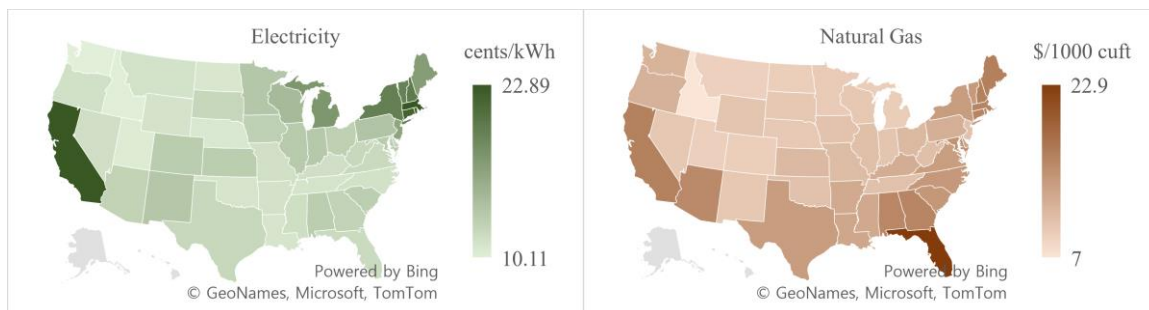 Electricity
cents/kWh
22.89
10.11
Powered by Bing
© GeoNames, Microsoft, TomTom
Natural Gas
$/1000 cuft
22.9
7
Powered by Bing
© GeoNames, Microsoft, TomTom